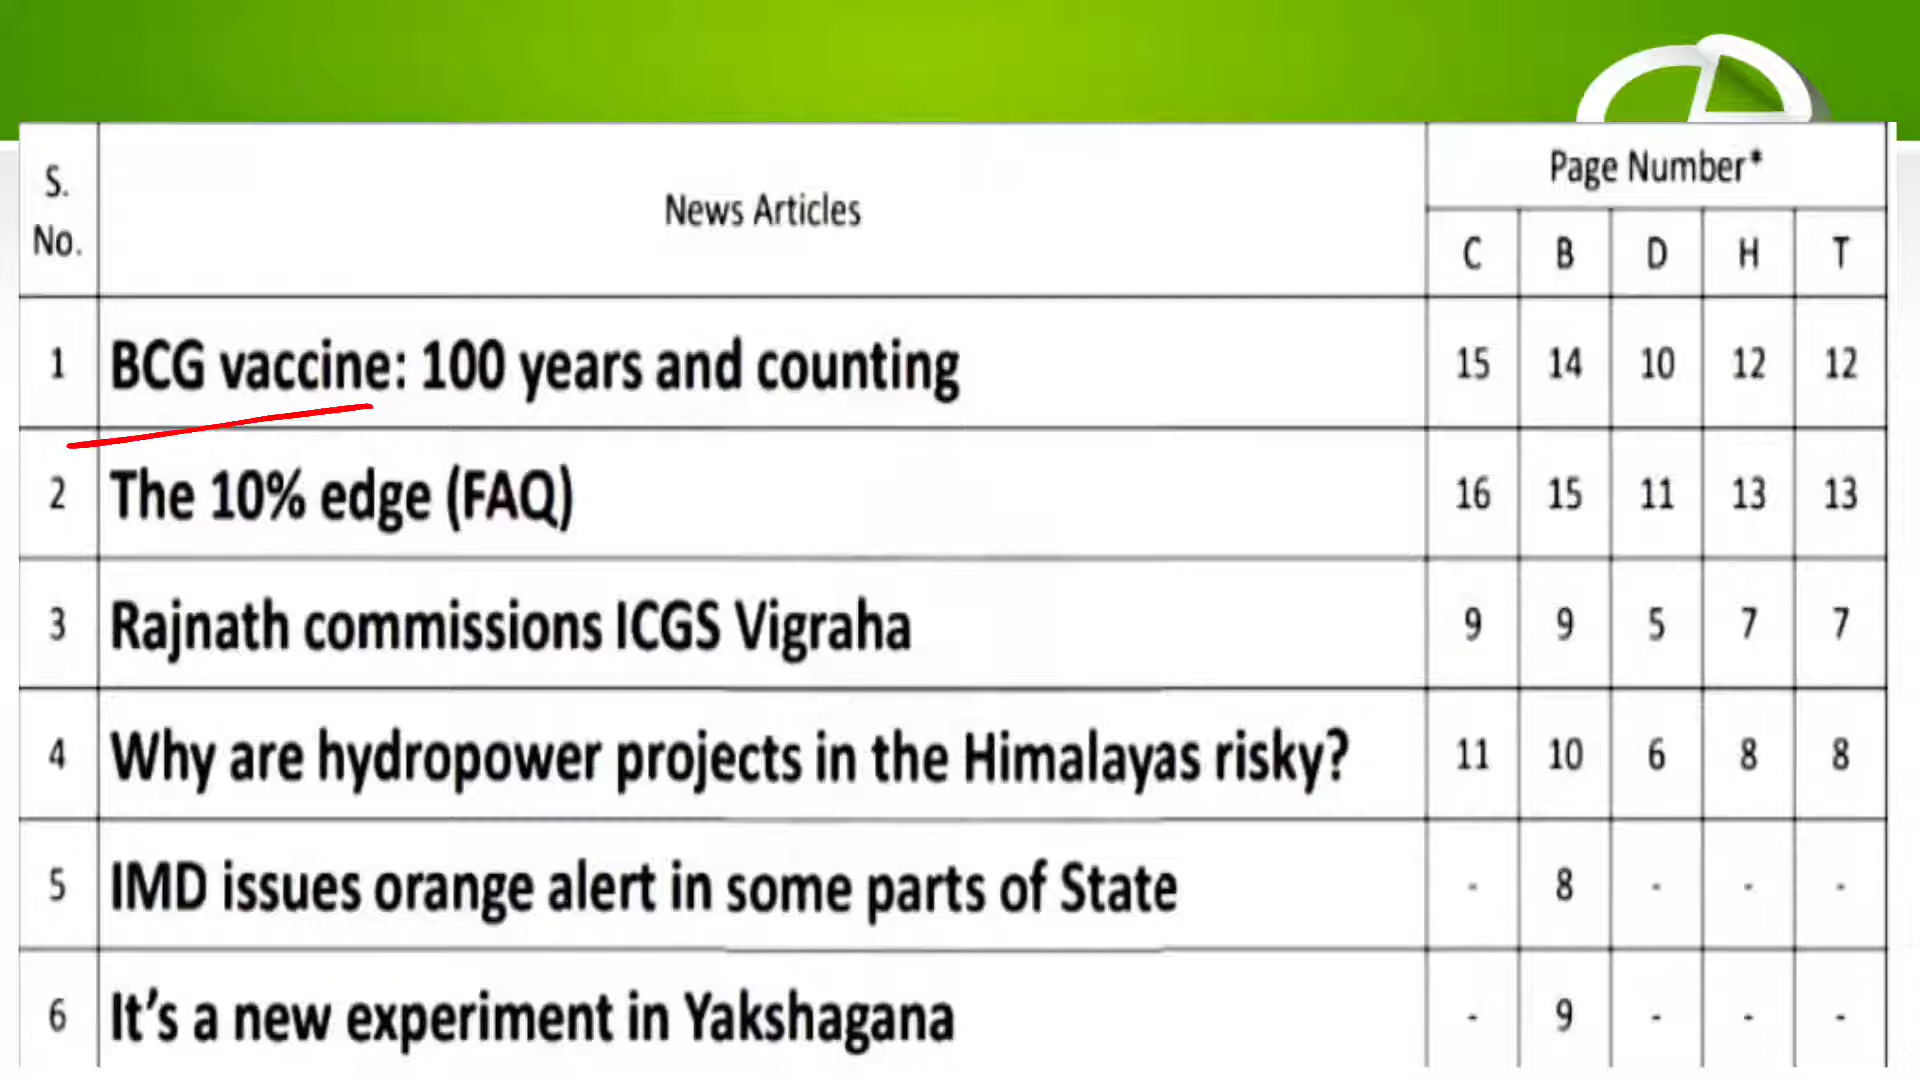 S. No. News Articles Page Number*
C B D H T
1 BCG vaccine: 100 years and counting 15 14 10 12 12
2 The 10% edge (FAQ) 16 15 11 13 13
3 Rajnath commissions ICGS Vigraha 9 9 5 7 7
4 Why are hydropower projects in the Himalayas risky? 11 10 6 8 8
5 IMD issues orange alert in some parts of State - 8 - - -
6 It’s a new experiment in Yakshagana - 9 - - -